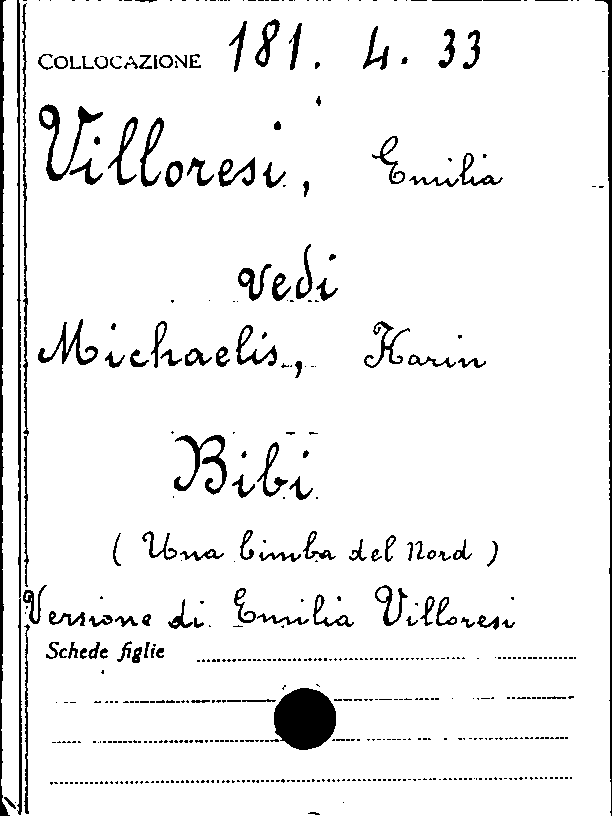 COLLOCAZIONE 181. 4. 33
Villoresi, Emilia
vedi
Michaelis, Karin
Bibi
( Una bimba del Nord )
Versione di Emilia Villoresi
Schede figlie